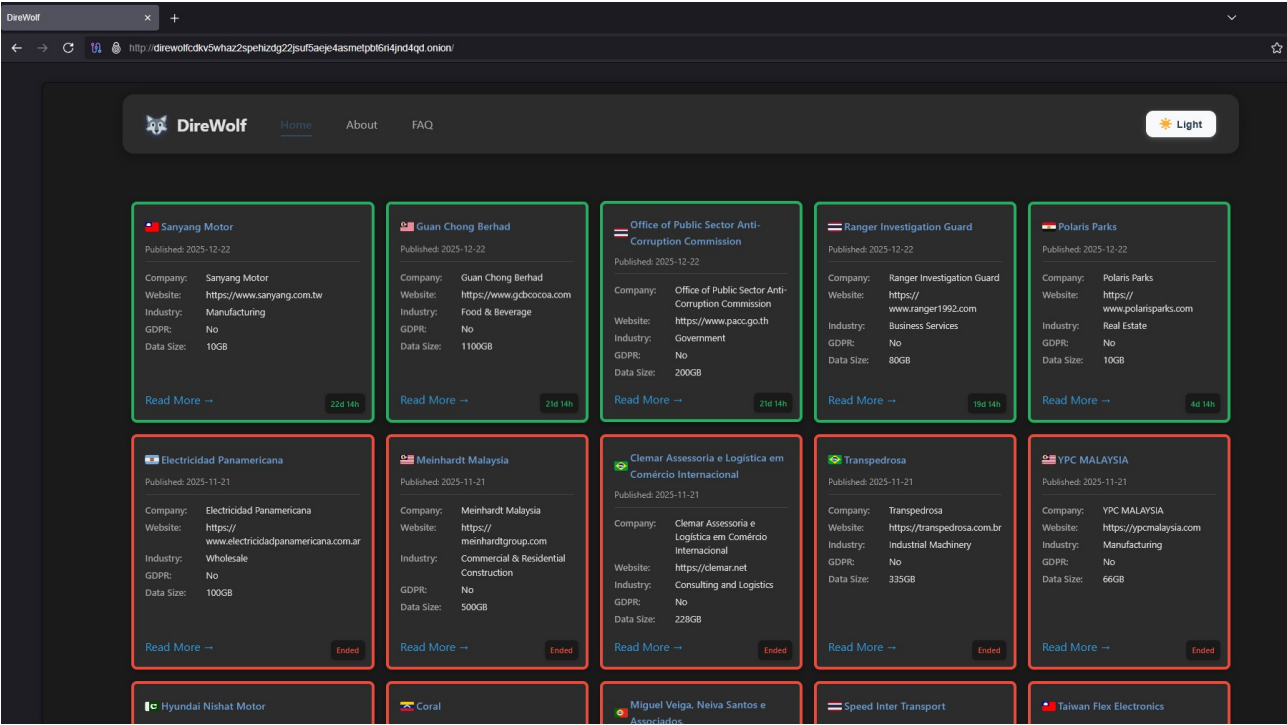 DireWolf
http://direwolfcdkv5whaz2spehizdg22jsuf5aeje4asmetpbt6ri4jnd4qd.onion/
DireWolf Home About FAQ
Light
Sanyang Motor
Published: 2025-12-22
Company: Sanyang Motor
Website: https://www.sanyang.com.tw
Industry: Manufacturing
GDPR: No
Data Size: 10GB
Read More → 22d 14h
Guan Chong Berhad
Published: 2025-12-22
Company: Guan Chong Berhad
Website: https://www.gcbcocoa.com
Industry: Food & Beverage
GDPR: No
Data Size: 1100GB
Read More → 21d 14h
Office of Public Sector Anti-
Corruption Commission
Published: 2025-12-22
Company: Office of Public Sector Anti-
Corruption Commission
Website: https://www.pacc.go.th
Industry: Government
GDPR: No
Data Size: 200GB
Read More → 21d 14h
Ranger Investigation Guard
Published: 2025-12-22
Company: Ranger Investigation Guard
Website: https://
www.ranger1992.com
Industry: Business Services
GDPR: No
Data Size: 80GB
Read More → 19d 14h
Polaris Parks
Published: 2025-12-22
Company: Polaris Parks
Website: https://
www.polarisparks.com
Industry: Real Estate
GDPR: No
Data Size: 10GB
Read More → 4d 14h
Electricidad Panamericana
Published: 2025-11-21
Company: Electricidad Panamericana
Website: https://
www.electricidadpanamericana.com.ar
Industry: Wholesale
GDPR: No
Data Size: 100GB
Read More → Ended
Meinhardt Malaysia
Published: 2025-11-21
Company: Meinhardt Malaysia
Website: https://
meinhardtgroup.com
Industry: Commercial & Residential
Construction
GDPR: No
Data Size: 500GB
Read More → Ended
Clemar Assessoria e Logística em
Comércio Internacional
Published: 2025-11-21
Company: Clemar Assessoria e
Logística em Comércio
Internacional
Website: https://clemar.net
Industry: Consulting and Logistics
GDPR: No
Data Size: 228GB
Read More → Ended
Transpedrosa
Published: 2025-11-21
Company: Transpedrosa
Website: https://transpedrosa.com.br
Industry: Industrial Machinery
GDPR: No
Data Size: 335GB
Read More → Ended
YPC MALAYSIA
Published: 2025-11-21
Company: YPC MALAYSIA
Website: https://ypcmalaysia.com
Industry: Manufacturing
GDPR: No
Data Size: 66GB
Read More → Ended
Hyundai Nishat Motor
Coral
Miguel Veiga, Neiva Santos e
Associados,
Speed Inter Transport
Taiwan Flex Electronics